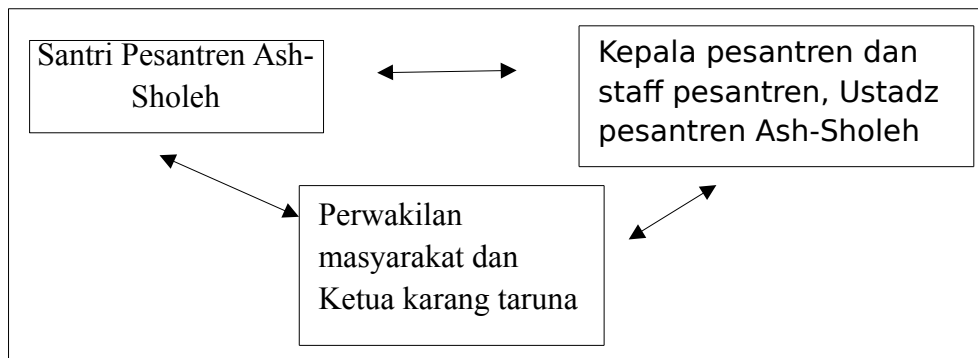 Santri Pesantren Ash-
Sholeh
Kepala pesantren dan
staff pesantren, Ustadz
pesantren Ash-Sholeh
Perwakilan
masyarakat dan
Ketua karang taruna